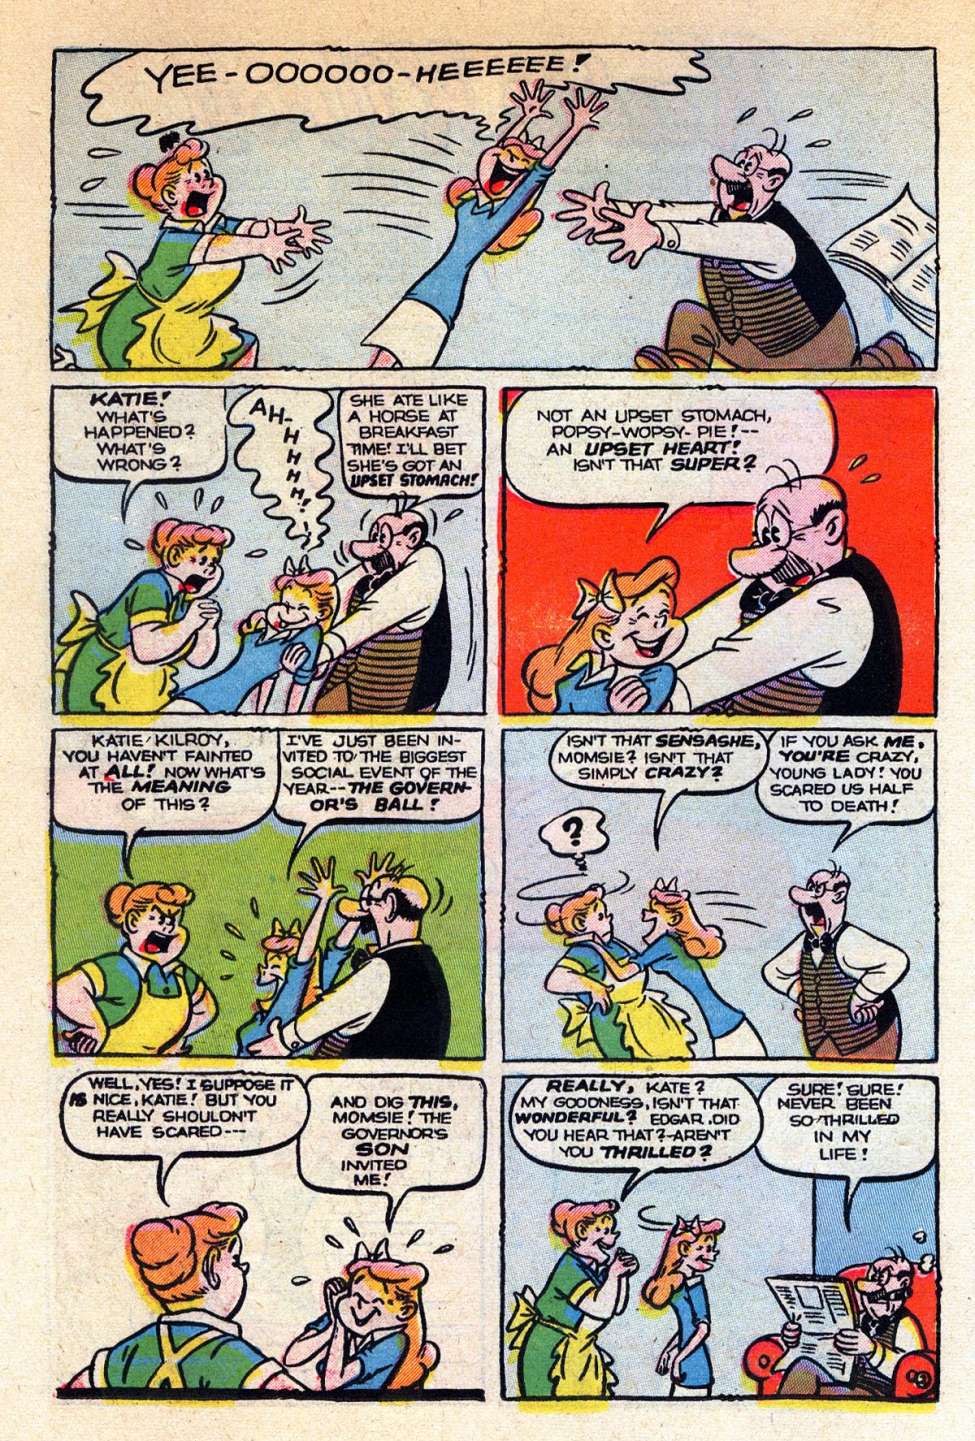 YEE-OOOOOO-HEEEEEE!
KATIE!
WHAT'S
HAPPENED?
WHAT'S
WRONG?
AH-
H
H
H
H!
SHE ATE LIKE
A HORSE AT
BREAKFAST
TIME! I'LL BET
SHE'S GOT AN
UPSET STOMACH!
NOT AN UPSET STOMACH,
POPSY-WOPSY-PIE!--
AN UPSET HEART!
ISN'T THAT SUPER?
KATIE KILROY,
YOU HAVEN'T FAINTED
AT ALL! NOW WHAT'S
THE MEANING
OF THIS?
I'VE JUST BEEN IN-
VITED TO THE BIGGEST
SOCIAL EVENT OF THE
YEAR--THE GOVERN-
OR'S BALL!
ISN'T THAT SENSASHE,
MOMSIE? ISN'T THAT
SIMPLY CRAZY?
?
IF YOU ASK ME,
YOU'RE CRAZY,
YOUNG LADY! YOU
SCARED US HALF
TO DEATH!
WELL, YES! I SUPPOSE IT
IS NICE, KATIE! BUT YOU
REALLY SHOULDN'T
HAVE SCARED---
AND DIG THIS,
MOMSIE! THE
GOVERNOR'S
SON
INVITED
ME!
REALLY, KATE?
MY GOODNESS, ISN'T THAT
WONDERFUL? EDGAR, DID
YOU HEAR THAT?-AREN'T
YOU THRILLED?
SURE! SURE!
NEVER BEEN
SO THRILLED
IN MY
LIFE!